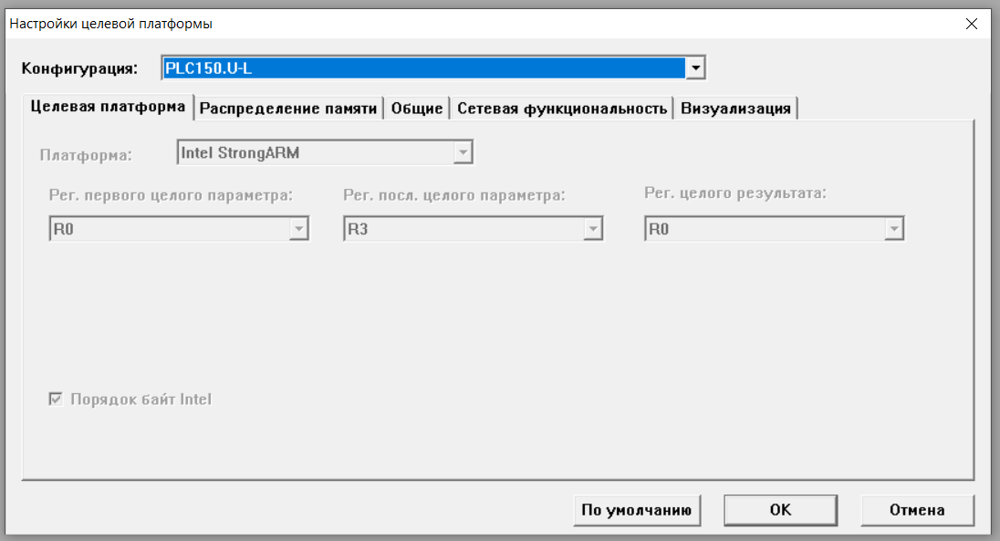 Настройки целевой платформы
Конфигурация: PLC150.U-L
Целевая платформа Распределение памяти Общие Сетевая функциональность Визуализация
Платформа: Intel StrongARM
Рег. первого целого параметра: Рег. посл. целого параметра: Рег. целого результата:
R0 R3 R0
Порядок байт Intel
По умолчанию OK Отмена